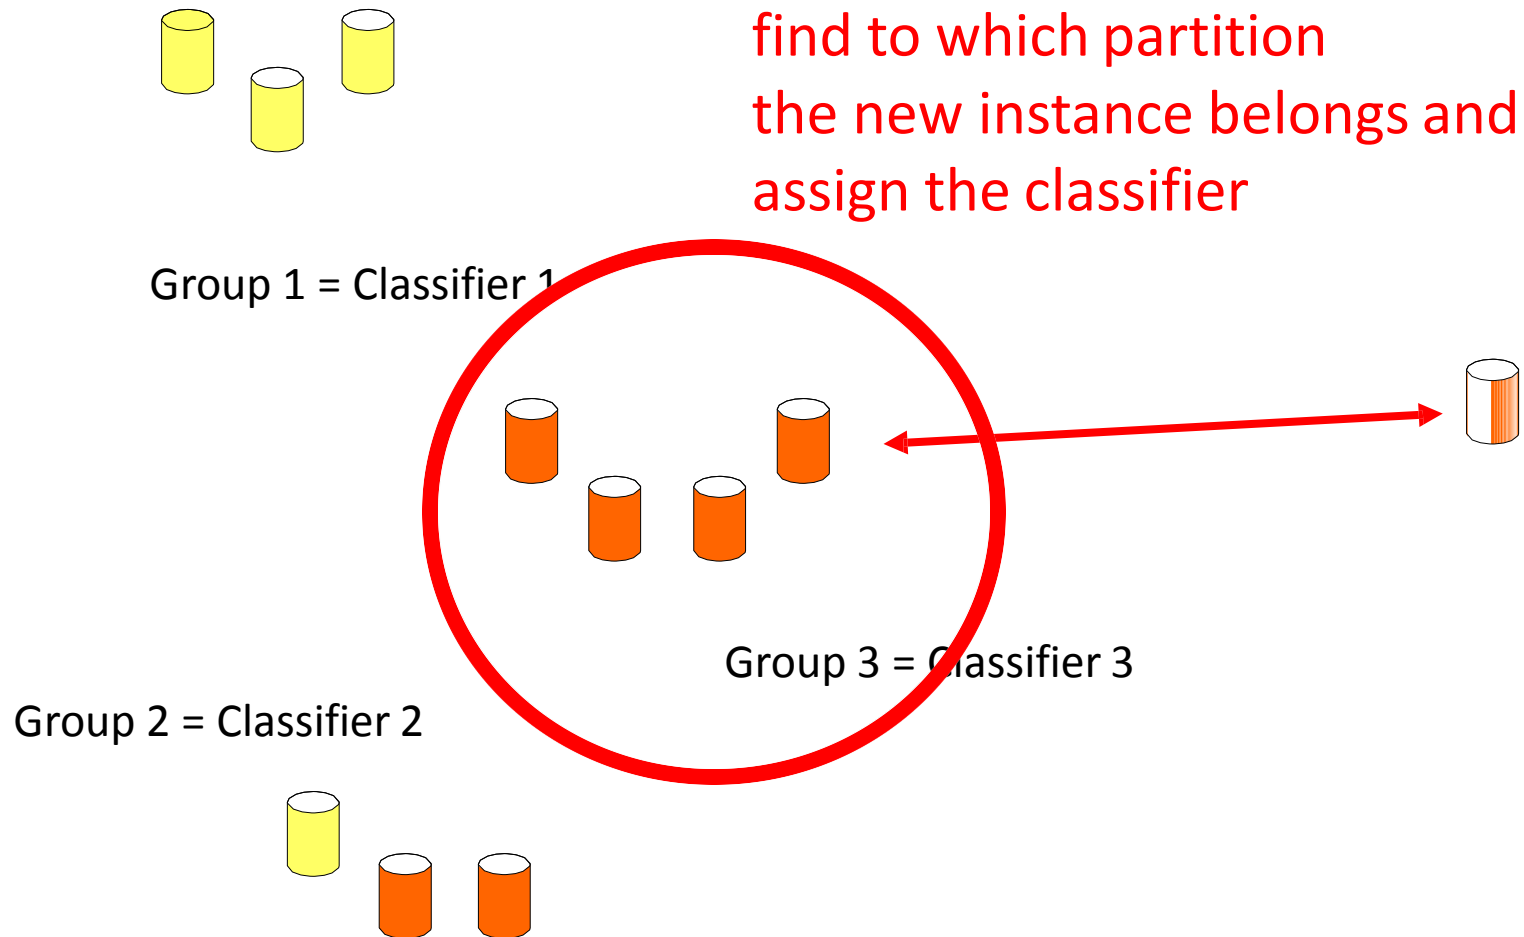 find to which partition
the new instance belongs and
assign the classifier
Group 1 = Classifier 1
Group 3 = Classifier 3
Group 2 = Classifier 2